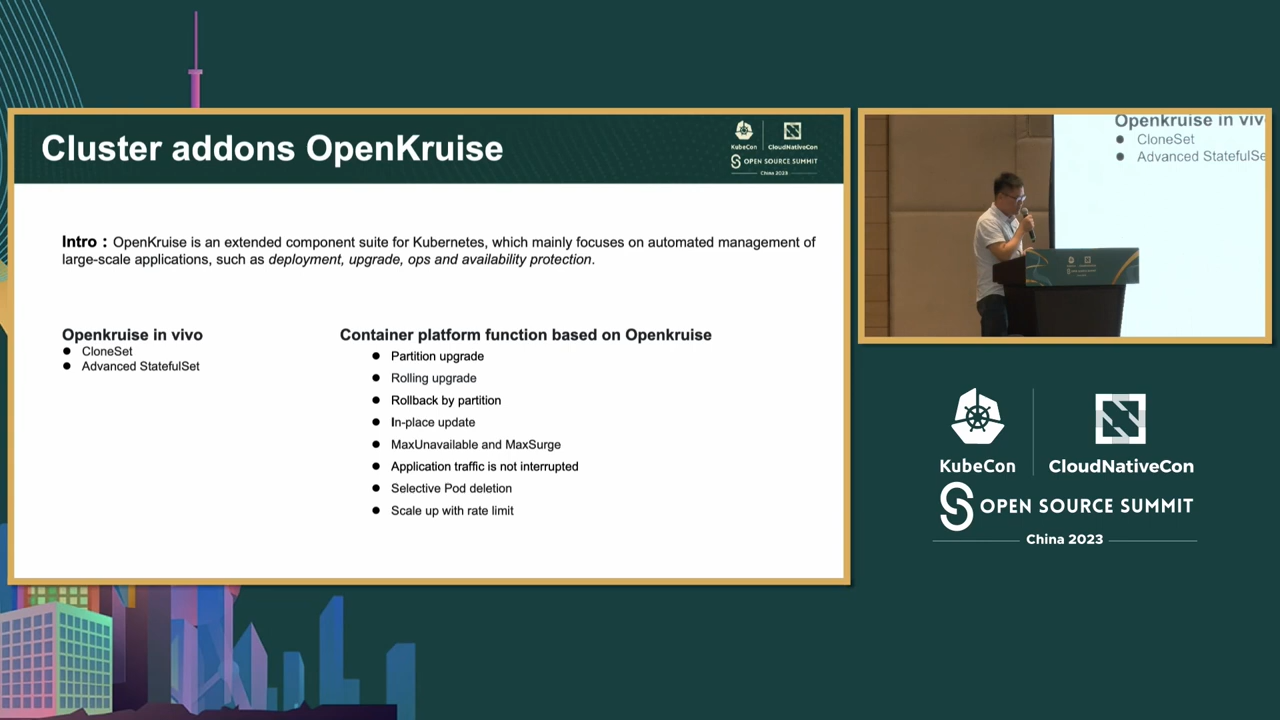 Cluster addons OpenKruise
KubeCon
CloudNativeCon
OPEN SOURCE SUMMIT
China 2023
Intro： OpenKruise is an extended component suite for Kubernetes, which mainly focuses on automated management of
large-scale applications, such as deployment, upgrade, ops and availability protection.
Openkruise in vivo
● CloneSet
● Advanced StatefulSet
Container platform function based on Openkruise
● Partition upgrade
● Rolling upgrade
● Rollback by partition
● In-place update
● MaxUnavailable and MaxSurge
● Application traffic is not interrupted
● Selective Pod deletion
● Scale up with rate limit
Openkruise in viv
● CloneSet
● Advanced StatefulSe
OPEN SOURCE SUMMIT
KubeCon
CloudNativeCon
OPEN SOURCE SUMMIT
China 2023